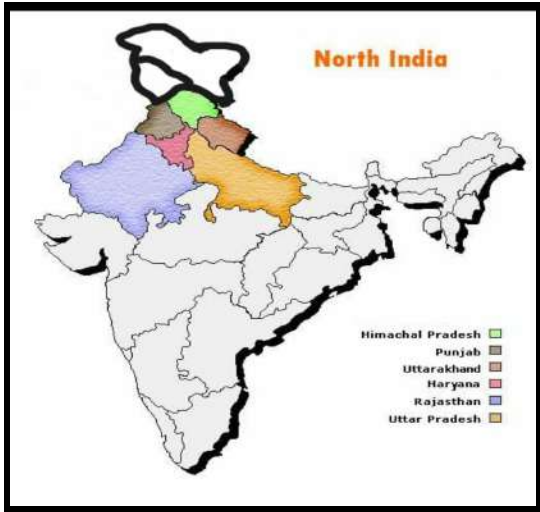 North India
Himachal Pradesh
Punjab
Uttarakhand
Haryana
Rajasthan
Uttar Pradesh